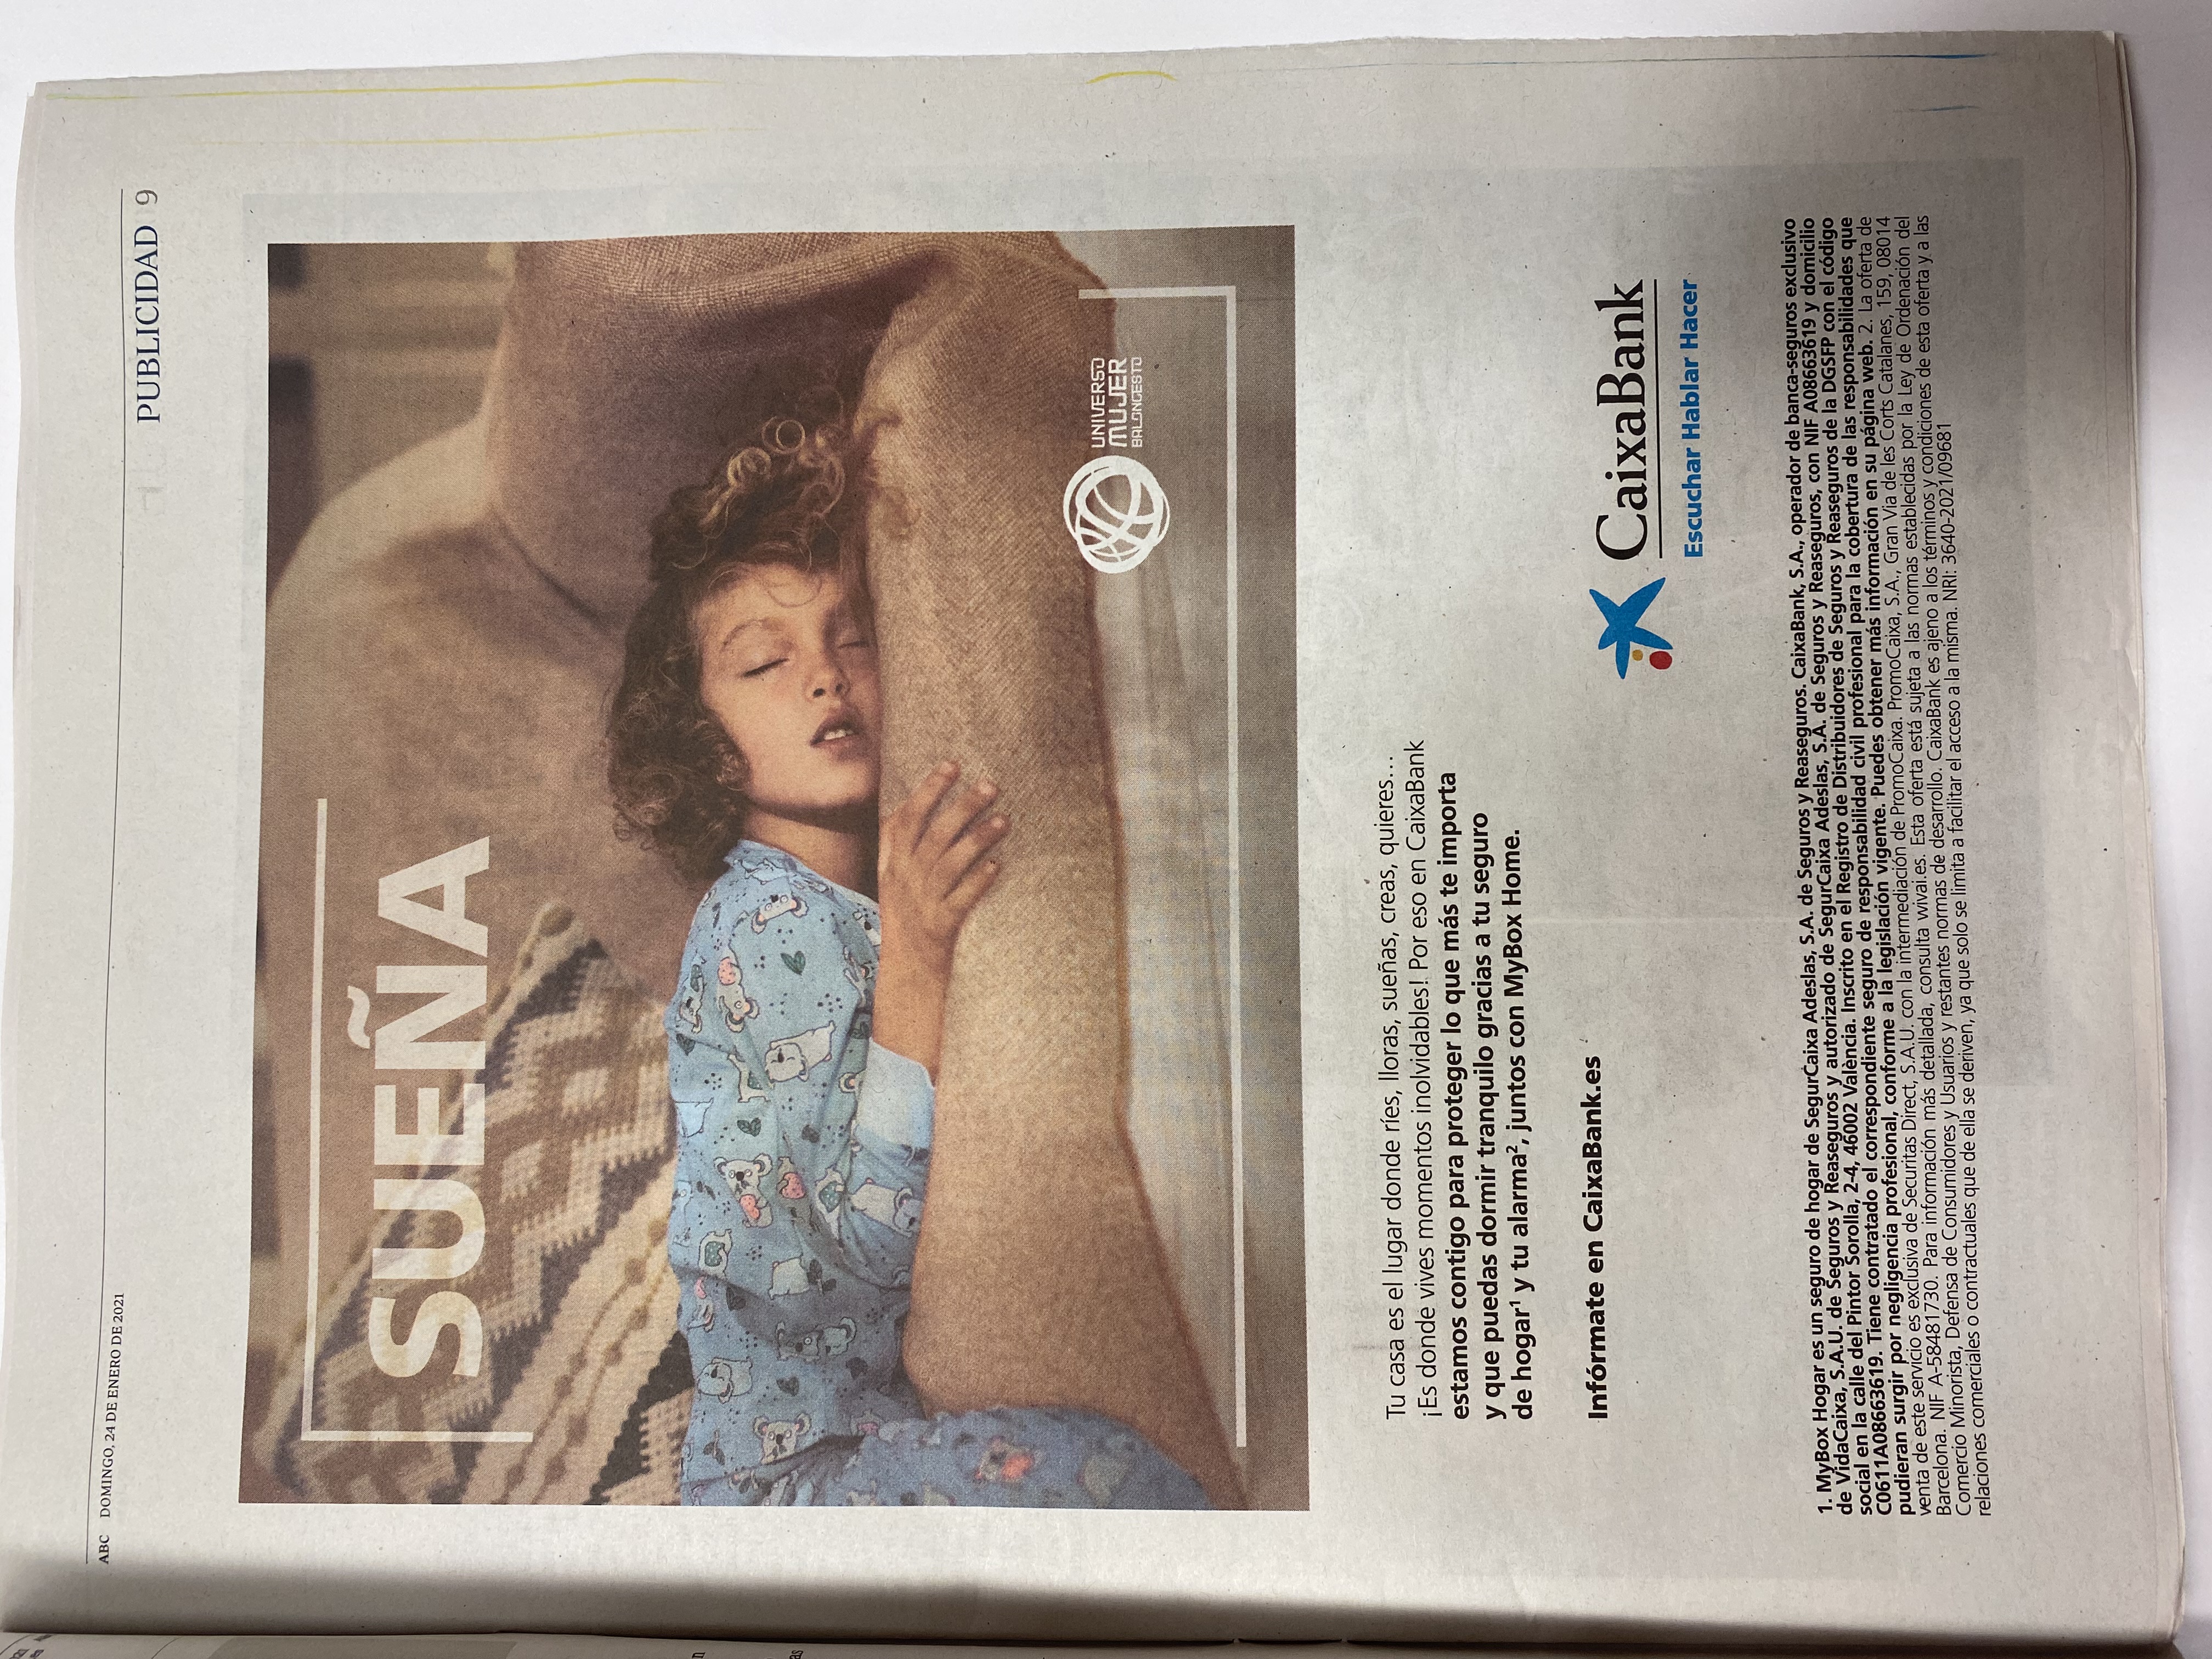 ABC DOMINGO, 24 DE ENERO DE 2021
PUBLICIDAD 9
SUEÑA
UNIVERSO
MUJER
BALONCESTO
Tu casa es el lugar donde ríes, lloras, sueñas, creas, quieres...
¡Es donde vives momentos inolvidables! Por eso en CaixaBank
estamos contigo para proteger lo que más te importa
y que puedas dormir tranquilo gracias a tu seguro
de hogar¹ y tu alarma², juntos con MyBox Home.
Infórmate en CaixaBank.es
CaixaBank
Escuchar Hablar Hacer
1. MyBox Hogar es un seguro de hogar de SegurCaixa Adeslas, S.A. de Seguros y Reaseguros. CaixaBank, S.A., operador de banca-seguros exclusivo
de VidaCaixa, S.A.U. de Seguros y Reaseguros y autorizado de SegurCaixa Adeslas, S.A. de Seguros y Reaseguros, con NIF A08663619 y domicilio
social en la calle del Pintor Sorolla, 2-4, 46002 València. Inscrito en el Registro de Distribuidores de Seguros y Reaseguros de la DGSFP con el código
C0611A08663619. Tiene contratado el correspondiente seguro de responsabilidad civil profesional para la cobertura de las responsabilidades que
pudieran surgir por negligencia profesional, conforme a la legislación vigente. Puedes obtener más información en su página web. 2. La oferta de
venta de este servicio es exclusiva de Securitas Direct, S.A.U. con la intermediación de PromoCaixa. PromoCaixa, S.A., Gran Via de les Corts Catalanes, 159, 08014
Barcelona. NIF A-58481730. Para información más detallada, consulta wivai.es. Esta oferta está sujeta a las normas establecidas por la Ley de Ordenación del
Comercio Minorista, Defensa de Consumidores y Usuarios y restantes normas de desarrollo. CaixaBank es ajeno a los términos y condiciones de esta oferta y a las
relaciones comerciales o contractuales que de ella se deriven, ya que solo se limita a facilitar el acceso a la misma. NRI: 3640-2021/09681